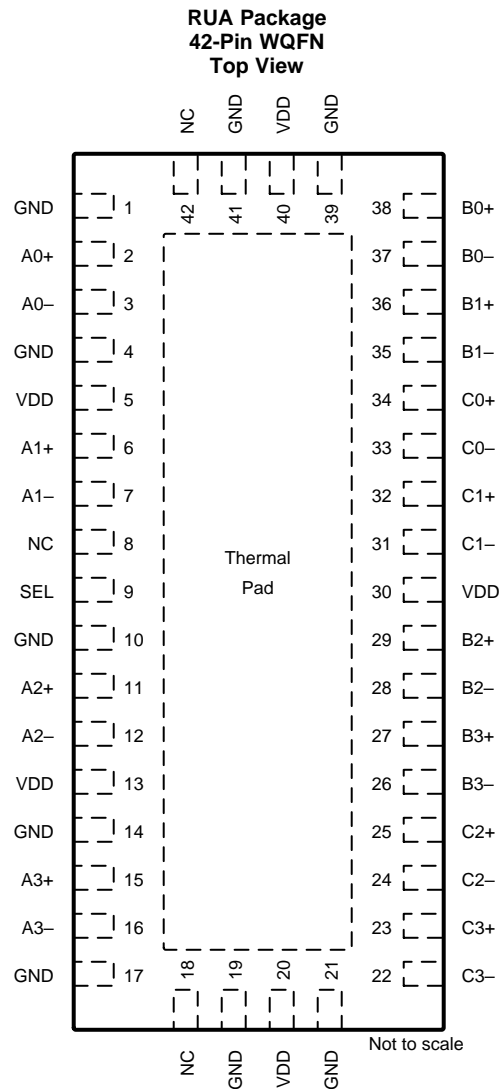 RUA Package
42-Pin WQFN
Top View
NC GND VDD GND
42 41 40 39
GND 1 38 B0+
A0+ 2 37 B0–
A0– 3 36 B1+
GND 4 35 B1–
VDD 5 34 C0+
A1+ 6 33 C0–
A1– 7 32 C1+
NC 8 31 C1–
Thermal
Pad
SEL 9 30 VDD
GND 10 29 B2+
A2+ 11 28 B2–
A2– 12 27 B3+
VDD 13 26 B3–
GND 14 25 C2+
A3+ 15 24 C2–
A3– 16 23 C3+
GND 17 22 C3–
18 19 20 21
NC GND VDD GND
Not to scale